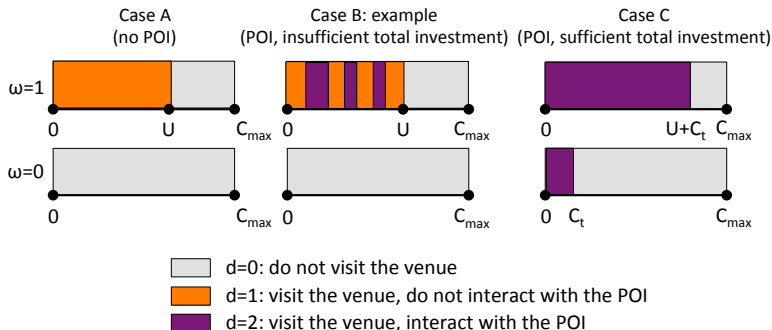 Case A
(no POI)
Case B: example
(POI, insufficient total investment)
Case C
(POI, sufficient total investment)
ω=1
0 U Cmax
0 U Cmax
0 U+Ct Cmax
ω=0
0 Cmax
0 Cmax
0 Ct Cmax
d=0: do not visit the venue
d=1: visit the venue, do not interact with the POI
d=2: visit the venue, interact with the POI